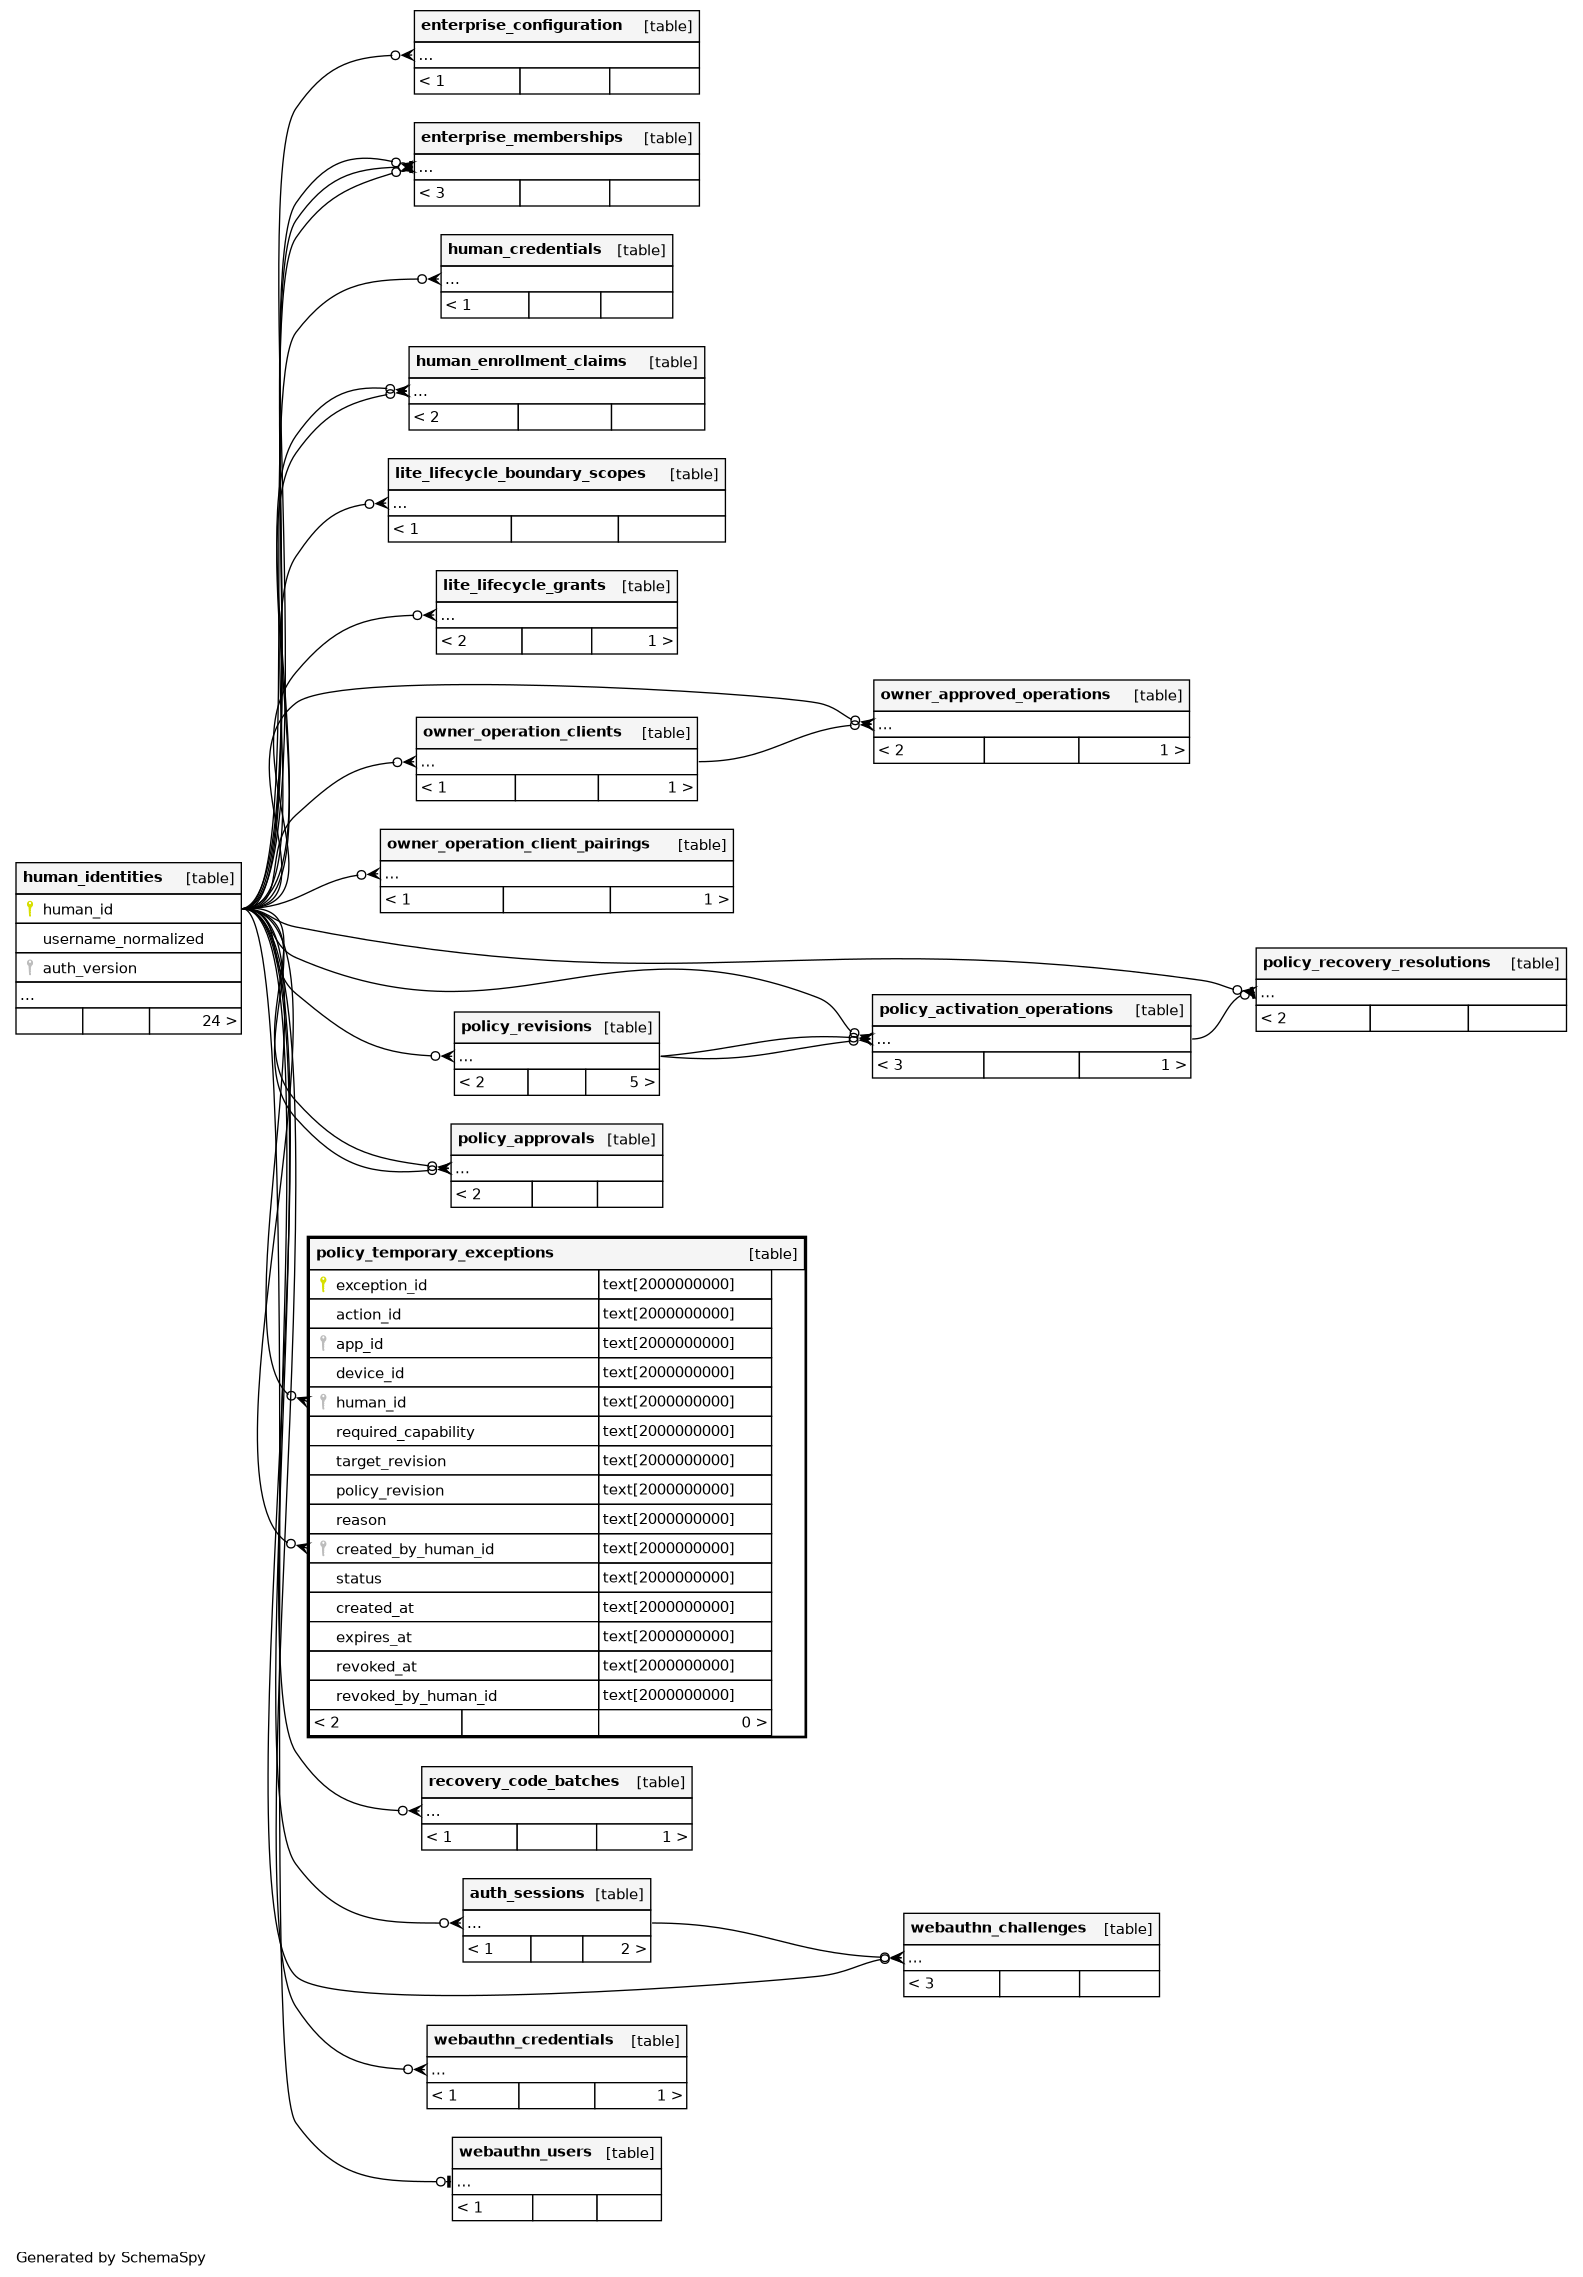 enterprise_configuration [table]
...
< 1
enterprise_memberships [table]
...
< 3
human_credentials [table]
...
< 1
human_enrollment_claims [table]
...
< 2
lite_lifecycle_boundary_scopes [table]
...
< 1
lite_lifecycle_grants [table]
...
< 2 1 >
owner_approved_operations [table]
...
< 2 1 >
owner_operation_clients [table]
...
< 1 1 >
owner_operation_client_pairings [table]
...
< 1 1 >
human_identities [table]
human_id
username_normalized
auth_version
...
24 >
policy_recovery_resolutions [table]
...
< 2
policy_activation_operations [table]
...
< 3 1 >
policy_revisions [table]
...
< 2 5 >
policy_approvals [table]
...
< 2
policy_temporary_exceptions [table]
exception_id text[2000000000]
action_id text[2000000000]
app_id text[2000000000]
device_id text[2000000000]
human_id text[2000000000]
required_capability text[2000000000]
target_revision text[2000000000]
policy_revision text[2000000000]
reason text[2000000000]
created_by_human_id text[2000000000]
status text[2000000000]
created_at text[2000000000]
expires_at text[2000000000]
revoked_at text[2000000000]
revoked_by_human_id text[2000000000]
< 2 0 >
recovery_code_batches [table]
...
< 1 1 >
auth_sessions [table]
...
< 1 2 >
webauthn_challenges [table]
...
< 3
webauthn_credentials [table]
...
< 1 1 >
webauthn_users [table]
...
< 1
Generated by SchemaSpy